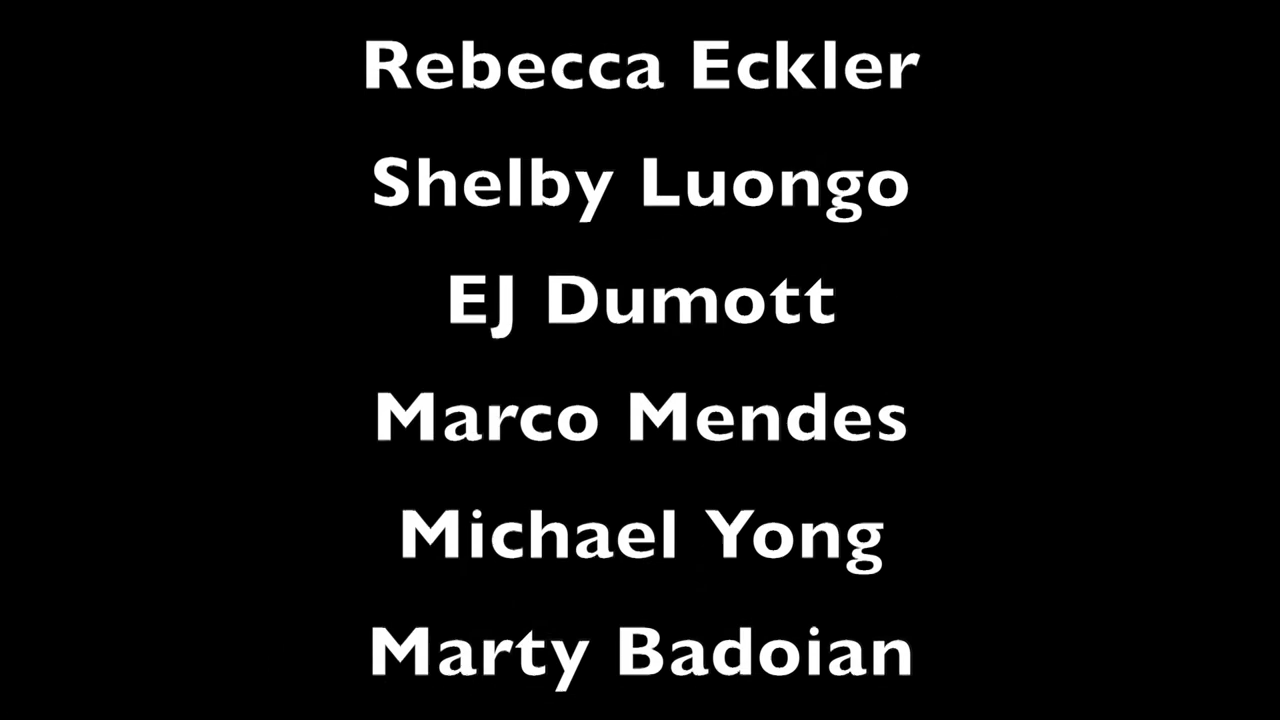 Rebecca Eckler
Shelby Luongo
EJ Dumott
Marco Mendes
Michael Yong
Marty Badoian